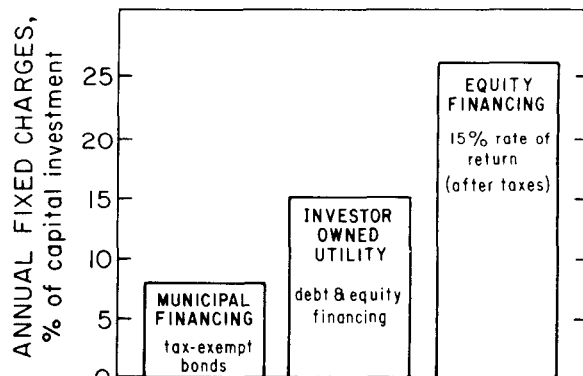 ANNUAL FIXED CHARGES,
% of capital investment
25
20
15
10
5
0
MUNICIPAL
FINANCING
tax-exempt
bonds
INVESTOR
OWNED
UTILITY
debt & equity
financing
EQUITY
FINANCING
15% rate of
return
(after taxes)